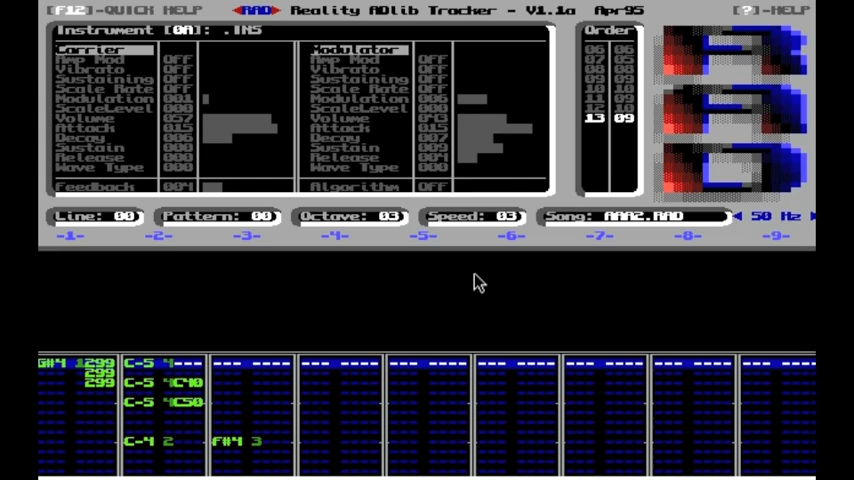 [F12]-QUICK HELP ◄RAD► Reality ADlib Tracker - V1.1a Apr95 [?]-HELP
Instrument [0A]: .INS
Order
Carrier
Amp Mod OFF
Vibrato OFF
Sustaining OFF
Scale Rate OFF
Modulation 001
ScaleLevel 000
Volume 057
Attack 015
Decay 006
Sustain 000
Release 000
Wave Type 000
Feedback 004
Modulator
Amp Mod OFF
Vibrato OFF
Sustaining OFF
Scale Rate OFF
Modulation 006
ScaleLevel 000
Volume 043
Attack 015
Decay 007
Sustain 009
Release 004
Wave Type 000
Algorithm OFF
06 06
07 05
08 08
09 09
10 10
11 09
12 10
13 09
Line: 00 Pattern: 00 Octave: 03 Speed: 03 Song: AAA2.RAD ◄ 50 Hz ►
-1- -2- -3- -4- -5- -6- -7- -8- -9-
G#4 1299 C-5 4--- --- ---- --- ---- --- ---- --- ---- --- ---- --- ---- --- ----
299
299 C-5 4C40
C-5 4C50
C-4 2 F#4 3